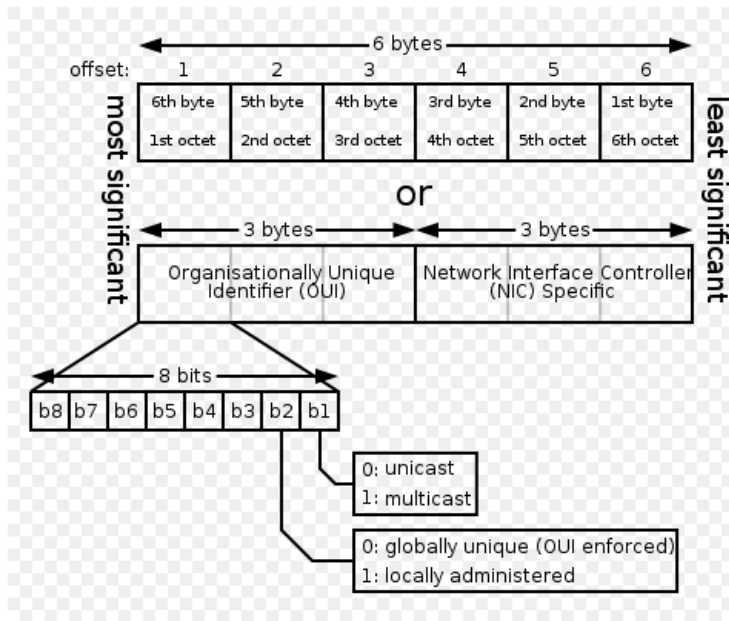 6 bytes
offset: 1 2 3 4 5 6
6th byte 5th byte 4th byte 3rd byte 2nd byte 1st byte
1st octet 2nd octet 3rd octet 4th octet 5th octet 6th octet
most significant
least significant
or
3 bytes 3 bytes
Organisationally Unique
Identifier (OUI)
Network Interface Controller
(NIC) Specific
8 bits
b8 b7 b6 b5 b4 b3 b2 b1
0: unicast
1: multicast
0: globally unique (OUI enforced)
1: locally administered